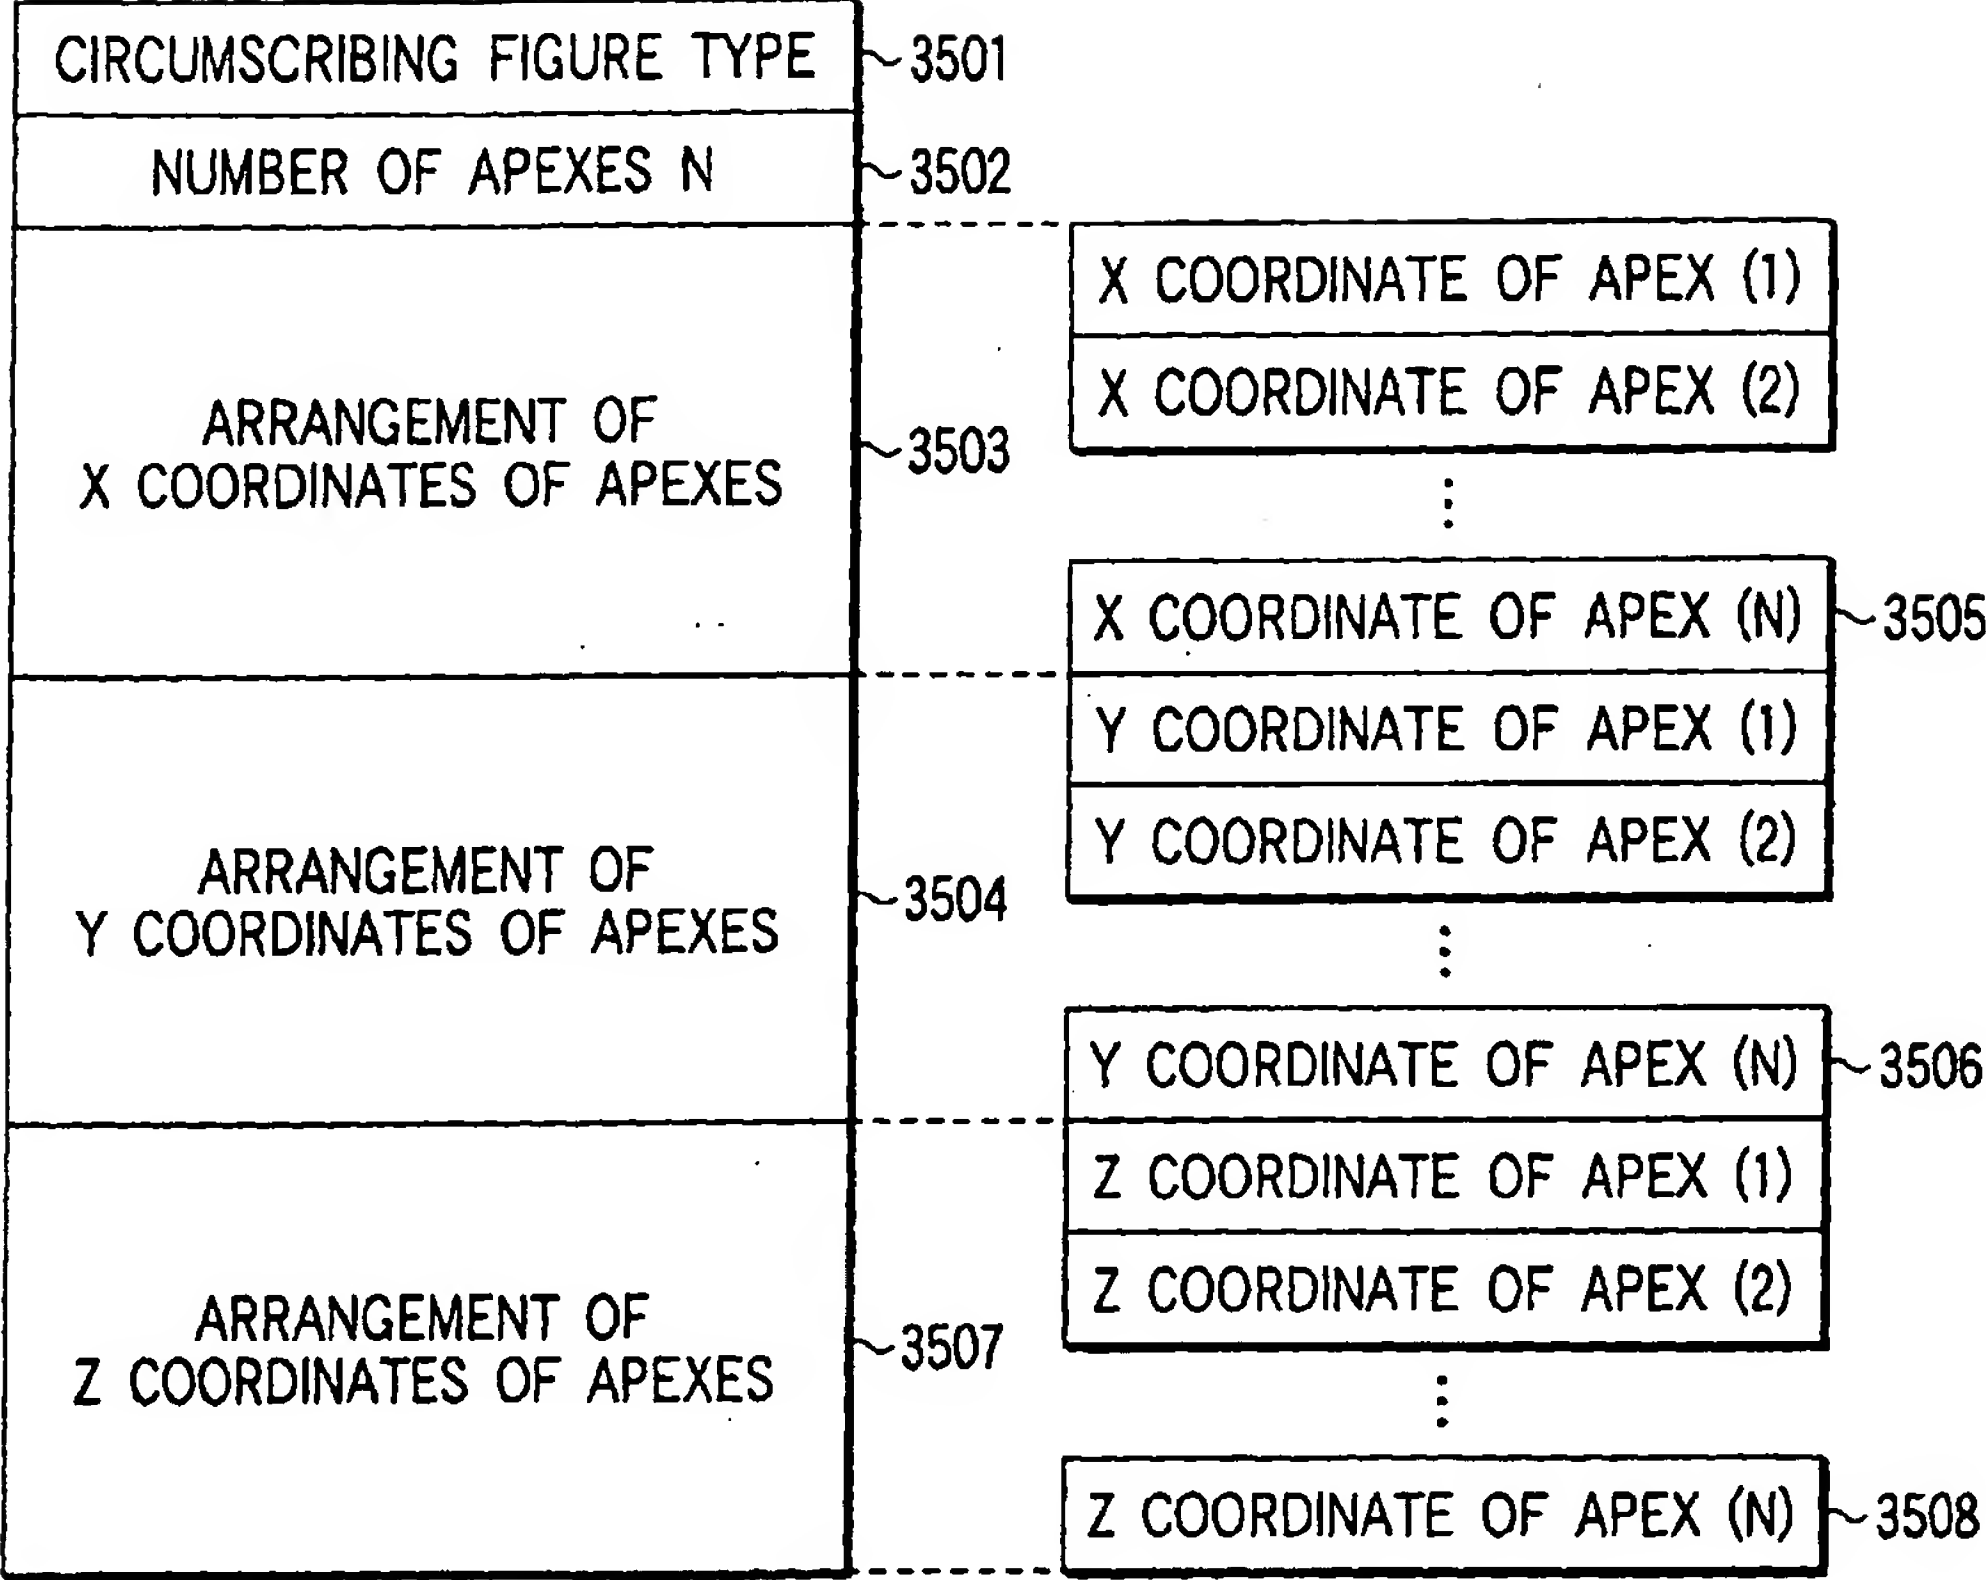 CIRCUMSCRIBING FIGURE TYPE
3501
NUMBER OF APEXES N
3502
ARRANGEMENT OF
X COORDINATES OF APEXES
3503
ARRANGEMENT OF
Y COORDINATES OF APEXES
3504
ARRANGEMENT OF
Z COORDINATES OF APEXES
3507
X COORDINATE OF APEX (1)
X COORDINATE OF APEX (2)
X COORDINATE OF APEX (N)
3505
Y COORDINATE OF APEX (1)
Y COORDINATE OF APEX (2)
Y COORDINATE OF APEX (N)
3506
Z COORDINATE OF APEX (1)
Z COORDINATE OF APEX (2)
Z COORDINATE OF APEX (N)
3508